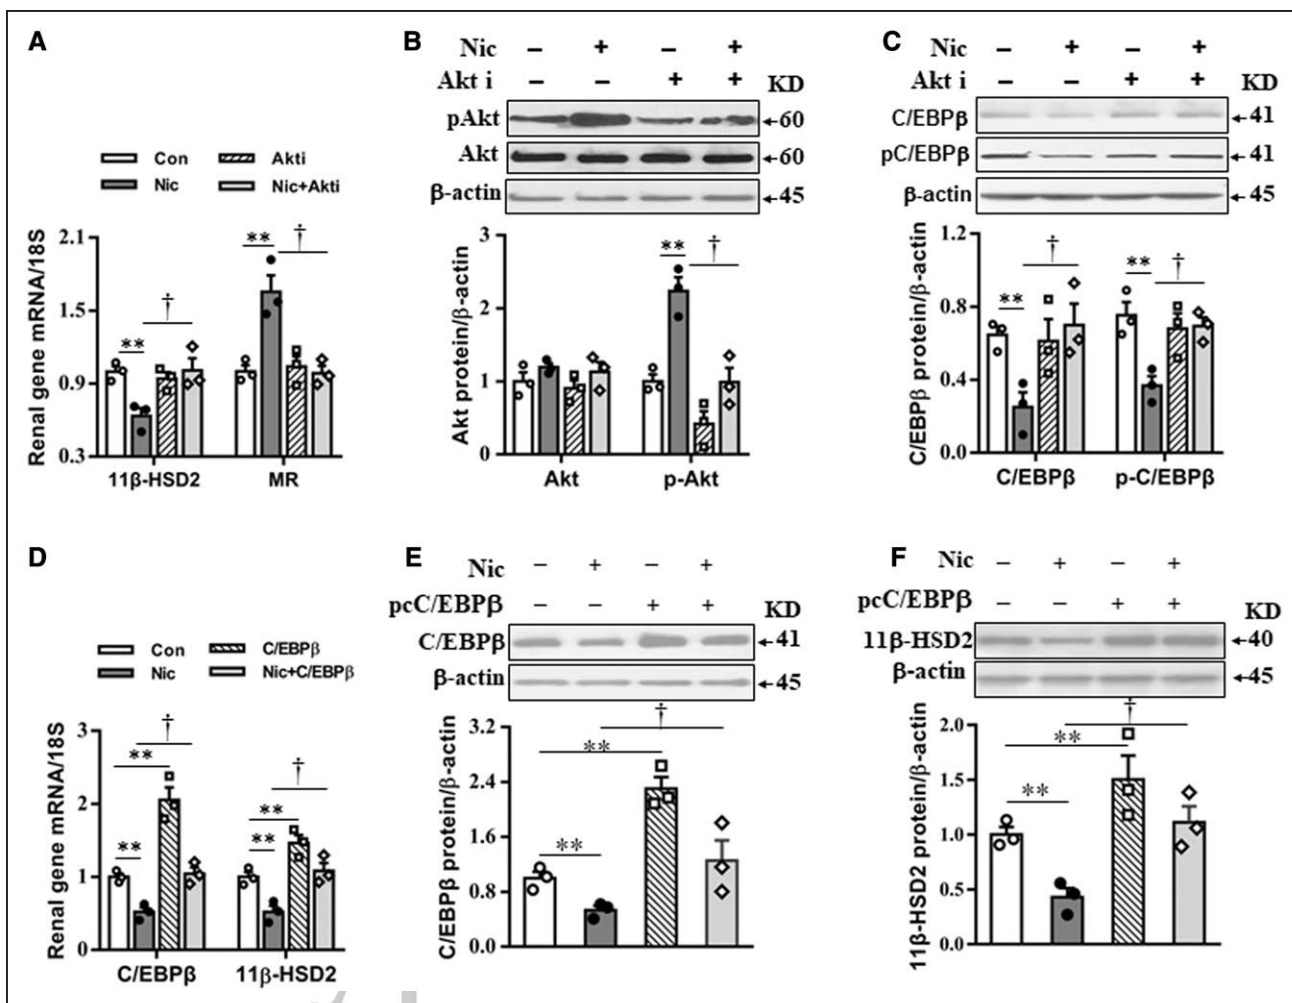 A
Con
Akti
Nic
Nic+Akti
Renal gene mRNA/18S
2.1
1.5
0.9
0.3
**
†
**
†
11β-HSD2
MR
B
Nic – + – +
Akt i – – + + KD
pAkt 60
Akt 60
β-actin 45
Akt protein/β-actin
3
2
1
0
**
†
Akt
p-Akt
C
Nic – + – +
Akt i – – + + KD
C/EBPβ 41
pC/EBPβ 41
β-actin 45
C/EBPβ protein/β-actin
1.2
0.8
0.4
0.0
**
†
**
†
C/EBPβ
p-C/EBPβ
D
Con
C/EBPβ
Nic
Nic+C/EBPβ
Renal gene mRNA/18S
3
2
1
0
**
**
†
**
**
†
C/EBPβ
11β-HSD2
E
Nic – + – +
pcC/EBPβ – – + + KD
C/EBPβ 41
β-actin 45
C/EBPβ protein/β-actin
3.2
2.4
1.6
0.8
0.0
**
**
†
F
Nic – + – +
pcC/EBPβ – – + + KD
11β-HSD2 40
β-actin 45
11β-HSD2 protein/β-actin
2.0
1.5
1.0
0.5
0.0
**
**
†